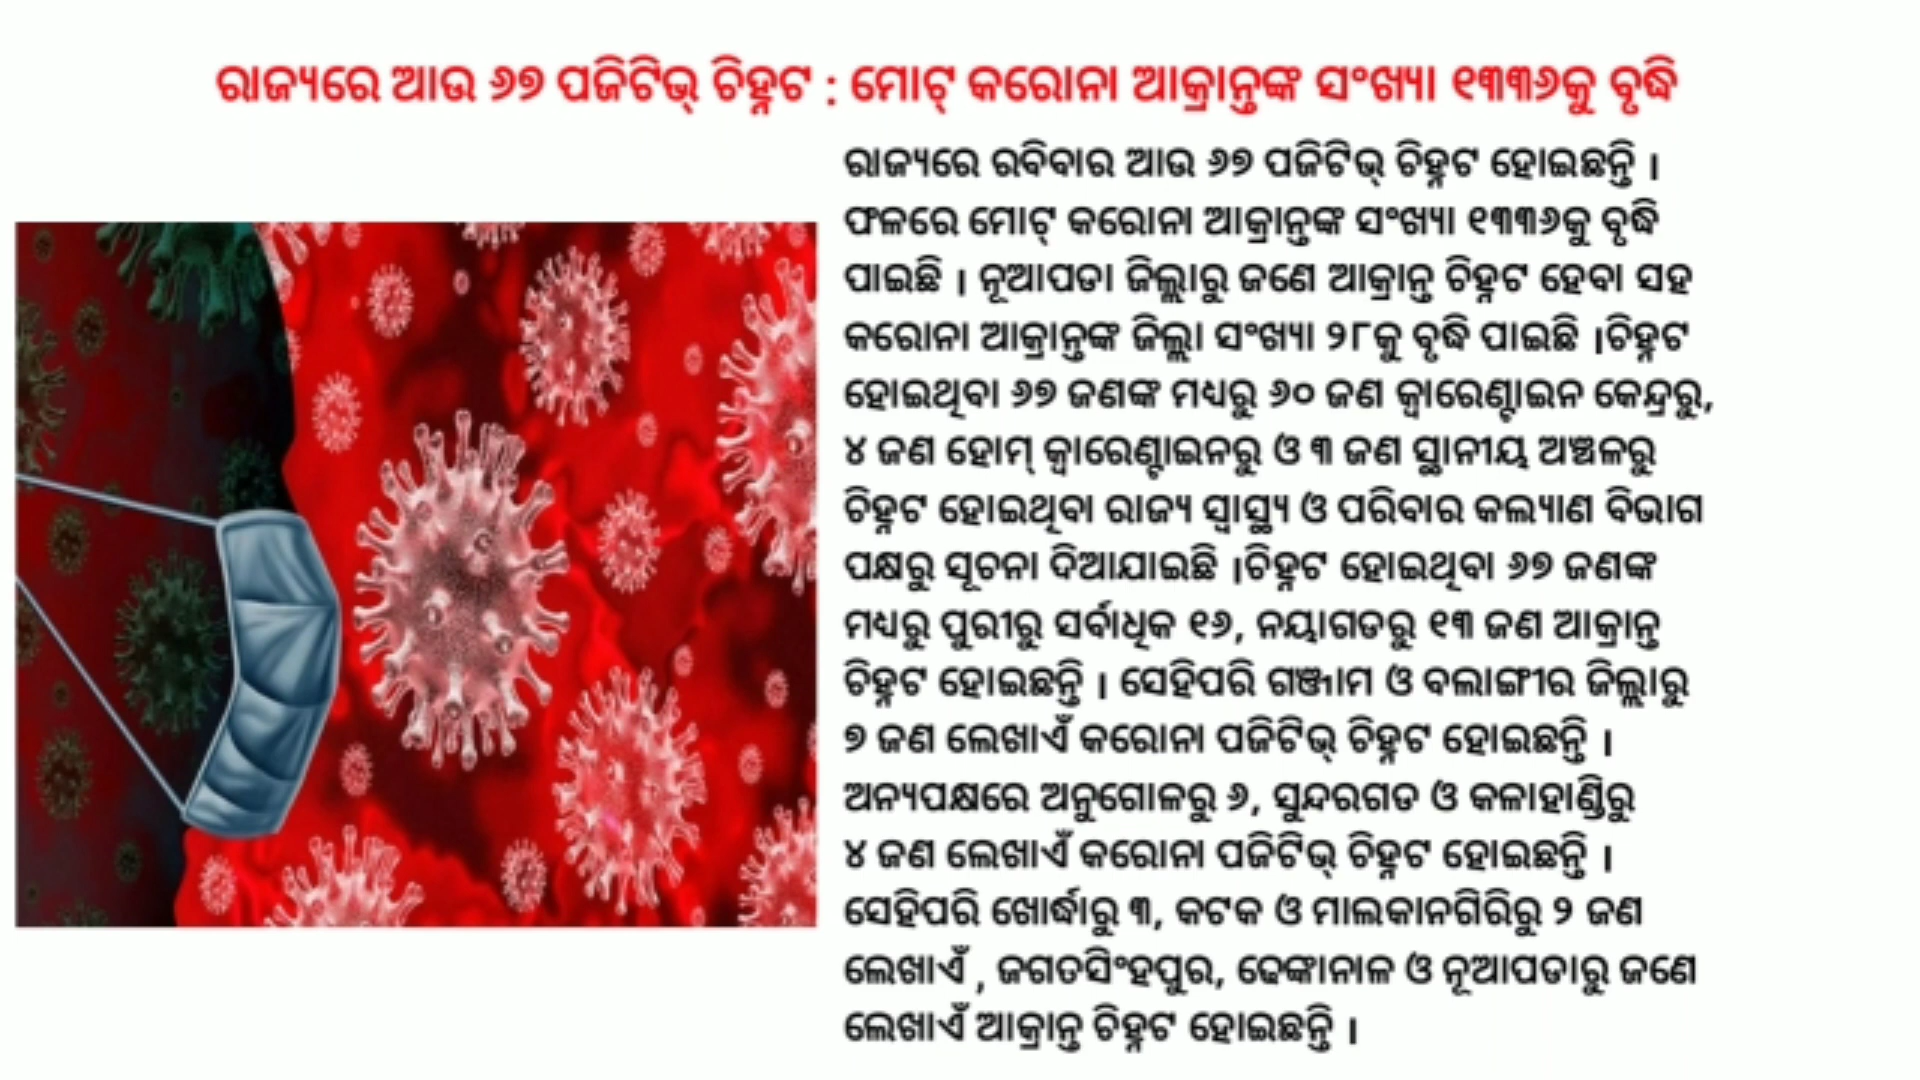 ରାଜ୍ୟରେ ଆଉ ୬୭ ପଜିଟିଭ୍ ଚିହ୍ନଟ : ମୋଟ୍ କରୋନା ଆକ୍ରାନ୍ତଙ୍କ ସଂଖ୍ୟା ୧୩୩୬କୁ ବୃଦ୍ଧି
ରାଜ୍ୟରେ ରବିବାର ଆଉ ୬୭ ପଜିଟିଭ୍ ଚିହ୍ନଟ ହୋଇଛନ୍ତି ।
ଫଳରେ ମୋଟ୍ କରୋନା ଆକ୍ରାନ୍ତଙ୍କ ସଂଖ୍ୟା ୧୩୩୬କୁ ବୃଦ୍ଧି
ପାଇଛି । ନୂଆପଡା ଜିଲ୍ଲାରୁ ଜଣେ ଆକ୍ରାନ୍ତ ଚିହ୍ନଟ ହେବା ସହ
କରୋନା ଆକ୍ରାନ୍ତଙ୍କ ଜିଲ୍ଲା ସଂଖ୍ୟା ୨୮କୁ ବୃଦ୍ଧି ପାଇଛି ।ଚିହ୍ନଟ
ହୋଇଥିବା ୬୭ ଜଣଙ୍କ ମଧ୍ୟରୁ ୬୦ ଜଣ କ୍ୱାରେଣ୍ଟାଇନ କେନ୍ଦ୍ରରୁ,
୪ ଜଣ ହୋମ୍ କ୍ୱାରେଣ୍ଟାଇନରୁ ଓ ୩ ଜଣ ସ୍ଥାନୀୟ ଅଞ୍ଚଳରୁ
ଚିହ୍ନଟ ହୋଇଥିବା ରାଜ୍ୟ ସ୍ୱାସ୍ଥ୍ୟ ଓ ପରିବାର କଲ୍ୟାଣ ବିଭାଗ
ପକ୍ଷରୁ ସୂଚନା ଦିଆଯାଇଛି ।ଚିହ୍ନଟ ହୋଇଥିବା ୬୭ ଜଣଙ୍କ
ମଧ୍ୟରୁ ପୁରୀରୁ ସର୍ବାଧିକ ୧୬, ନୟାଗଡରୁ ୧୩ ଜଣ ଆକ୍ରାନ୍ତ
ଚିହ୍ନଟ ହୋଇଛନ୍ତି । ସେହିପରି ଗଞ୍ଜାମ ଓ ବଲାଙ୍ଗୀର ଜିଲ୍ଲାରୁ
୭ ଜଣ ଲେଖାଏଁ କରୋନା ପଜିଟିଭ୍ ଚିହ୍ନଟ ହୋଇଛନ୍ତି ।
ଅନ୍ୟପକ୍ଷରେ ଅନୁଗୋଳରୁ ୬, ସୁନ୍ଦରଗଡ ଓ କଳାହାଣ୍ଡିରୁ
୪ ଜଣ ଲେଖାଏଁ କରୋନା ପଜିଟିଭ୍ ଚିହ୍ନଟ ହୋଇଛନ୍ତି ।
ସେହିପରି ଖୋର୍ଦ୍ଧାରୁ ୩, କଟକ ଓ ମାଲକାନଗିରିରୁ ୨ ଜଣ
ଲେଖାଏଁ , ଜଗତସିଂହପୁର, ଢେଙ୍କାନାଳ ଓ ନୂଆପଡାରୁ ଜଣେ
ଲେଖାଏଁ ଆକ୍ରାନ୍ତ ଚିହ୍ନଟ ହୋଇଛନ୍ତି ।